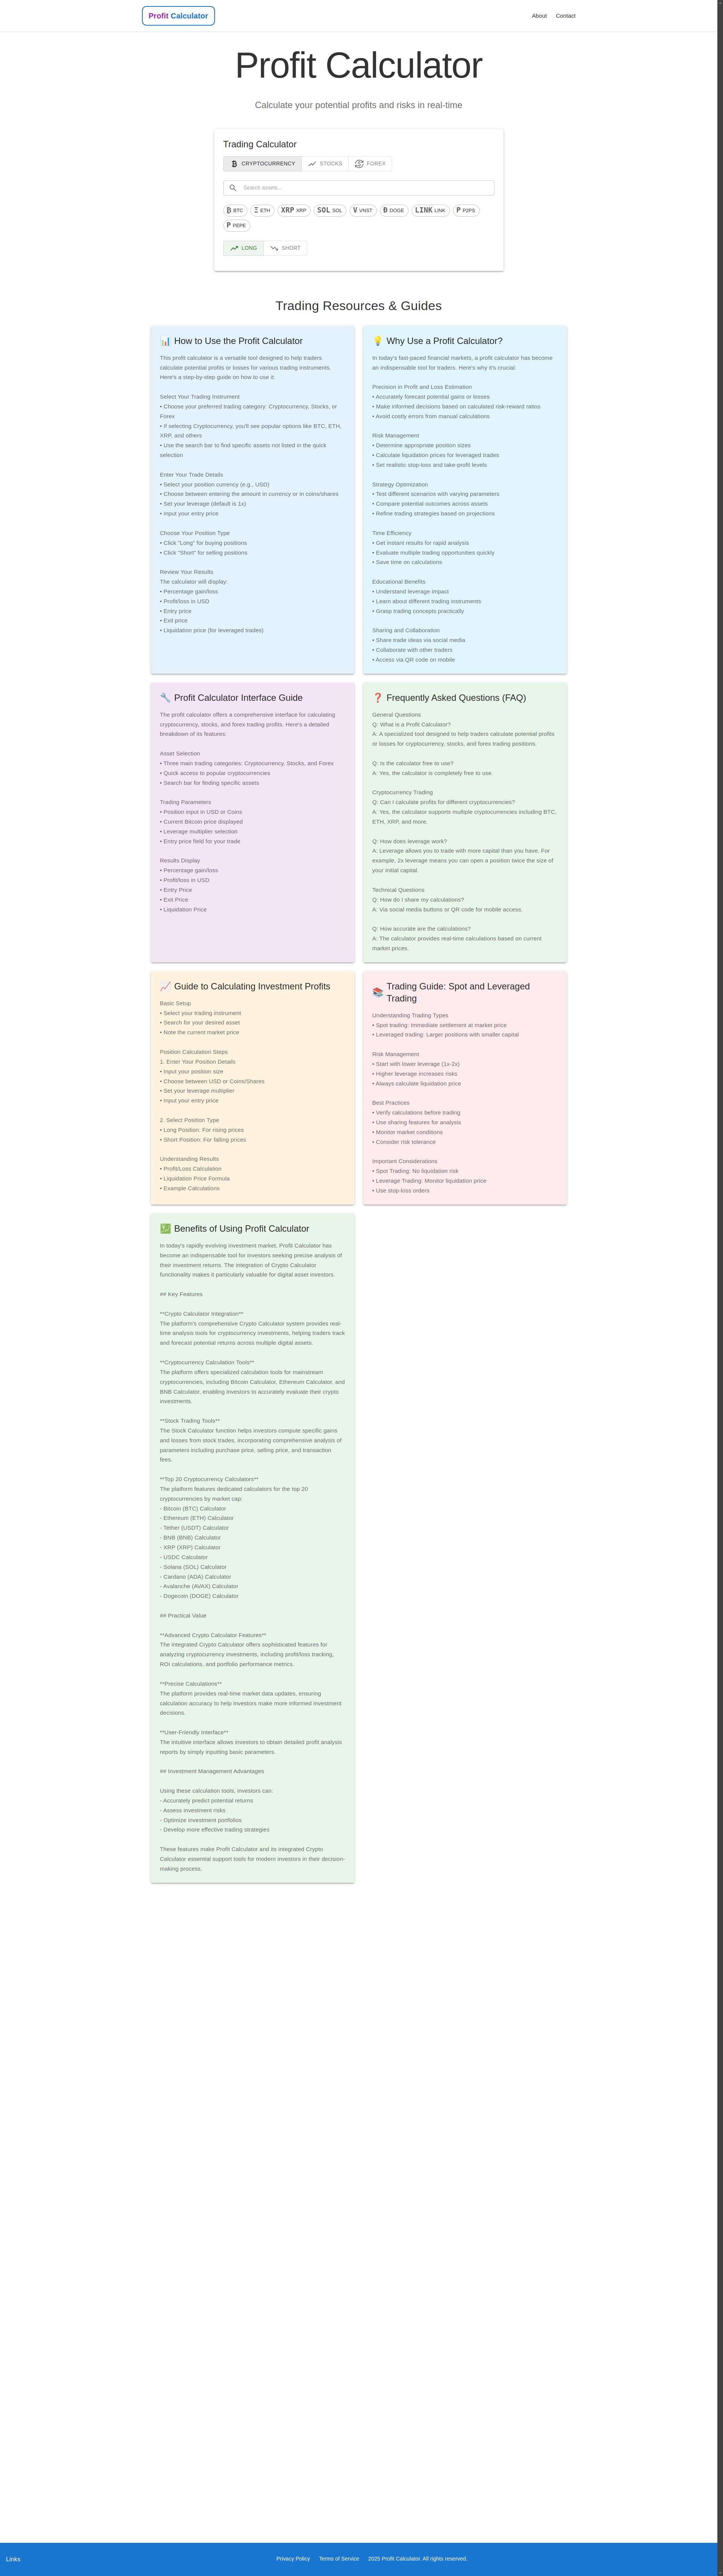 Profit Calculator
About
Contact
Profit Calculator
Calculate your potential profits and risks in real-time
Trading Calculator
CRYPTOCURRENCY
STOCKS
FOREX
Search assets...
₿ BTC
Ξ ETH
XRP XRP
SOL SOL
V VNST
Ð DOGE
LINK LINK
P P2PS
P PEPE
LONG
SHORT
Trading Resources & Guides
📊 How to Use the Profit Calculator
This profit calculator is a versatile tool designed to help traders
calculate potential profits or losses for various trading instruments.
Here's a step-by-step guide on how to use it:
Select Your Trading Instrument
• Choose your preferred trading category: Cryptocurrency, Stocks, or
Forex
• If selecting Cryptocurrency, you'll see popular options like BTC, ETH,
XRP, and others
• Use the search bar to find specific assets not listed in the quick
selection
Enter Your Trade Details
• Select your position currency (e.g., USD)
• Choose between entering the amount in currency or in coins/shares
• Set your leverage (default is 1x)
• Input your entry price
Choose Your Position Type
• Click "Long" for buying positions
• Click "Short" for selling positions
Review Your Results
The calculator will display:
• Percentage gain/loss
• Profit/loss in USD
• Entry price
• Exit price
• Liquidation price (for leveraged trades)
💡 Why Use a Profit Calculator?
In today's fast-paced financial markets, a profit calculator has become
an indispensable tool for traders. Here's why it's crucial:
Precision in Profit and Loss Estimation
• Accurately forecast potential gains or losses
• Make informed decisions based on calculated risk-reward ratios
• Avoid costly errors from manual calculations
Risk Management
• Determine appropriate position sizes
• Calculate liquidation prices for leveraged trades
• Set realistic stop-loss and take-profit levels
Strategy Optimization
• Test different scenarios with varying parameters
• Compare potential outcomes across assets
• Refine trading strategies based on projections
Time Efficiency
• Get instant results for rapid analysis
• Evaluate multiple trading opportunities quickly
• Save time on calculations
Educational Benefits
• Understand leverage impact
• Learn about different trading instruments
• Grasp trading concepts practically
Sharing and Collaboration
• Share trade ideas via social media
• Collaborate with other traders
• Access via QR code on mobile
🔧 Profit Calculator Interface Guide
The profit calculator offers a comprehensive interface for calculating
cryptocurrency, stocks, and forex trading profits. Here's a detailed
breakdown of its features:
Asset Selection
• Three main trading categories: Cryptocurrency, Stocks, and Forex
• Quick access to popular cryptocurrencies
• Search bar for finding specific assets
Trading Parameters
• Position input in USD or Coins
• Current Bitcoin price displayed
• Leverage multiplier selection
• Entry price field for your trade
Results Display
• Percentage gain/loss
• Profit/loss in USD
• Entry Price
• Exit Price
• Liquidation Price
❓ Frequently Asked Questions (FAQ)
General Questions
Q: What is a Profit Calculator?
A: A specialized tool designed to help traders calculate potential profits
or losses for cryptocurrency, stocks, and forex trading positions.
Q: Is the calculator free to use?
A: Yes, the calculator is completely free to use.
Cryptocurrency Trading
Q: Can I calculate profits for different cryptocurrencies?
A: Yes, the calculator supports multiple cryptocurrencies including BTC,
ETH, XRP, and more.
Q: How does leverage work?
A: Leverage allows you to trade with more capital than you have. For
example, 2x leverage means you can open a position twice the size of
your initial capital.
Technical Questions
Q: How do I share my calculations?
A: Via social media buttons or QR code for mobile access.
Q: How accurate are the calculations?
A: The calculator provides real-time calculations based on current
market prices.
📈 Guide to Calculating Investment Profits
Basic Setup
• Select your trading instrument
• Search for your desired asset
• Note the current market price
Position Calculation Steps
1. Enter Your Position Details
• Input your position size
• Choose between USD or Coins/Shares
• Set your leverage multiplier
• Input your entry price
2. Select Position Type
• Long Position: For rising prices
• Short Position: For falling prices
Understanding Results
• Profit/Loss Calculation
• Liquidation Price Formula
• Example Calculations
📚 Trading Guide: Spot and Leveraged
Trading
Understanding Trading Types
• Spot trading: Immediate settlement at market price
• Leveraged trading: Larger positions with smaller capital
Risk Management
• Start with lower leverage (1x-2x)
• Higher leverage increases risks
• Always calculate liquidation price
Best Practices
• Verify calculations before trading
• Use sharing features for analysis
• Monitor market conditions
• Consider risk tolerance
Important Considerations
• Spot Trading: No liquidation risk
• Leverage Trading: Monitor liquidation price
• Use stop-loss orders
💹 Benefits of Using Profit Calculator
In today's rapidly evolving investment market, Profit Calculator has
become an indispensable tool for investors seeking precise analysis of
their investment returns. The integration of Crypto Calculator
functionality makes it particularly valuable for digital asset investors.
## Key Features
**Crypto Calculator Integration**
The platform's comprehensive Crypto Calculator system provides real-
time analysis tools for cryptocurrency investments, helping traders track
and forecast potential returns across multiple digital assets.
**Cryptocurrency Calculation Tools**
The platform offers specialized calculation tools for mainstream
cryptocurrencies, including Bitcoin Calculator, Ethereum Calculator, and
BNB Calculator, enabling investors to accurately evaluate their crypto
investments.
**Stock Trading Tools**
The Stock Calculator function helps investors compute specific gains
and losses from stock trades, incorporating comprehensive analysis of
parameters including purchase price, selling price, and transaction
fees.
**Top 20 Cryptocurrency Calculators**
The platform features dedicated calculators for the top 20
cryptocurrencies by market cap:
- Bitcoin (BTC) Calculator
- Ethereum (ETH) Calculator
- Tether (USDT) Calculator
- BNB (BNB) Calculator
- XRP (XRP) Calculator
- USDC Calculator
- Solana (SOL) Calculator
- Cardano (ADA) Calculator
- Avalanche (AVAX) Calculator
- Dogecoin (DOGE) Calculator
## Practical Value
**Advanced Crypto Calculator Features**
The integrated Crypto Calculator offers sophisticated features for
analyzing cryptocurrency investments, including profit/loss tracking,
ROI calculations, and portfolio performance metrics.
**Precise Calculations**
The platform provides real-time market data updates, ensuring
calculation accuracy to help investors make more informed investment
decisions.
**User-Friendly Interface**
The intuitive interface allows investors to obtain detailed profit analysis
reports by simply inputting basic parameters.
## Investment Management Advantages
Using these calculation tools, investors can:
- Accurately predict potential returns
- Assess investment risks
- Optimize investment portfolios
- Develop more effective trading strategies
These features make Profit Calculator and its integrated Crypto
Calculator essential support tools for modern investors in their decision-
making process.
Links
Privacy Policy
Terms of Service
2025 Profit Calculator. All rights reserved.